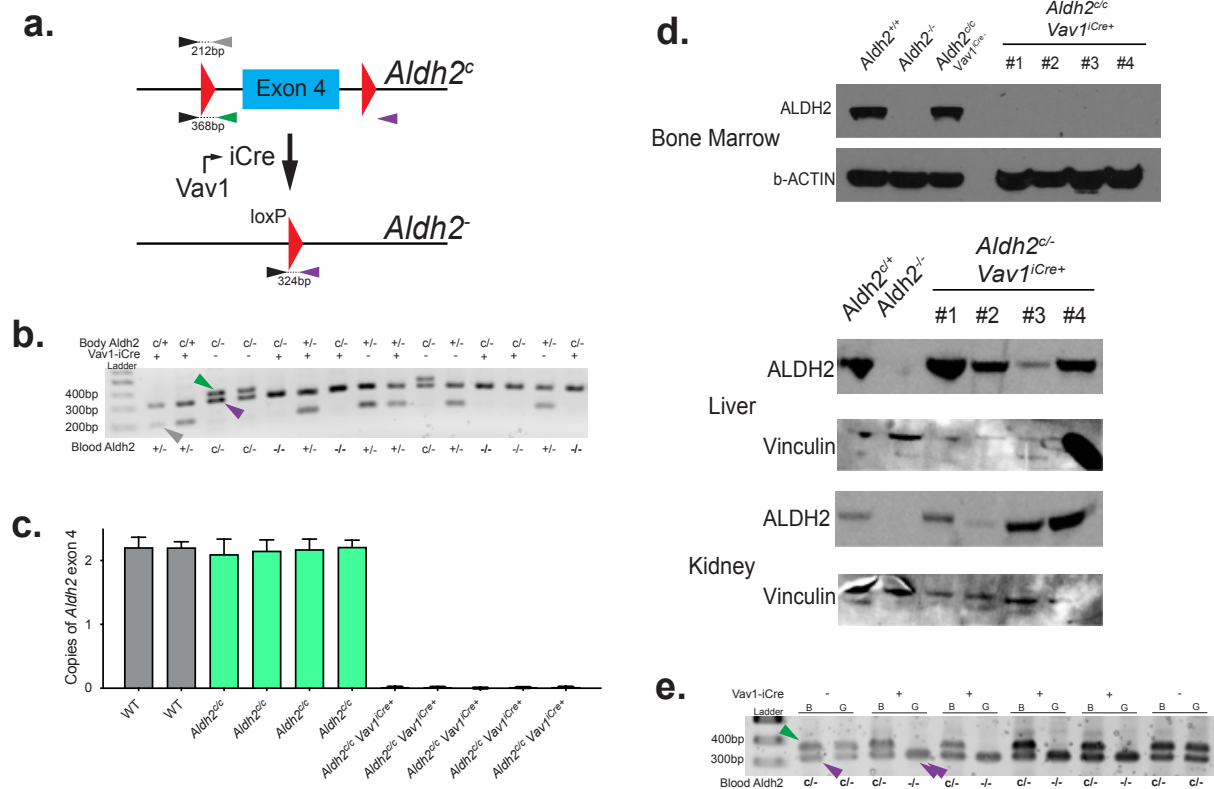 a.
212bp
Aldh2c
Exon 4
368bp
iCre
Vav1
loxP
Aldh2-
324bp
b.
Body Aldh2 c/+ c/+ c/- c/- c/- +/- c/- +/- +/- c/- +/- c/- c/- +/- c/-
Vav1-iCre + + - - + + + - + - - + + - +
Ladder
400bp
300bp
200bp
Blood Aldh2 +/- +/- c/- c/- -/- +/- -/- +/- +/- c/- +/- -/- -/- +/- -/-
c.
Copies of Aldh2 exon 4
2
1
0
WT
WT
Aldh2c/c
Aldh2c/c
Aldh2c/c
Aldh2c/c
Aldh2c/c Vav1iCre+
Aldh2c/c Vav1iCre+
Aldh2c/c Vav1iCre+
Aldh2c/c Vav1iCre+
Aldh2c/c Vav1iCre+
d.
Aldh2+/+
Aldh2-/-
Aldh2c/c
Vav1iCre-
Aldh2c/c
Vav1iCre+
#1 #2 #3 #4
ALDH2
Bone Marrow
b-ACTIN
Aldh2c/+
Aldh2-/-
Aldh2c/-
Vav1iCre+
#1 #2 #3 #4
ALDH2
Liver
Vinculin
ALDH2
Kidney
Vinculin
e.
Vav1-iCre - + + + + -
Ladder B G B G B G B G B G B G
400bp
300bp
Blood Aldh2 c/- c/- c/- -/- c/- -/- c/- -/- c/- -/- c/- c/-